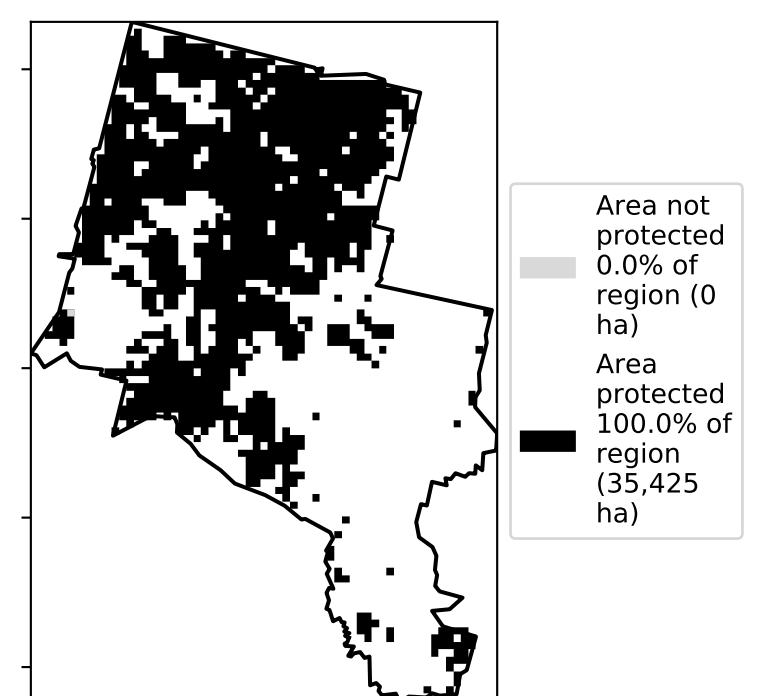 Area not
protected
0.0% of
region (0
ha)
Area
protected
100.0% of
region
(35,425
ha)